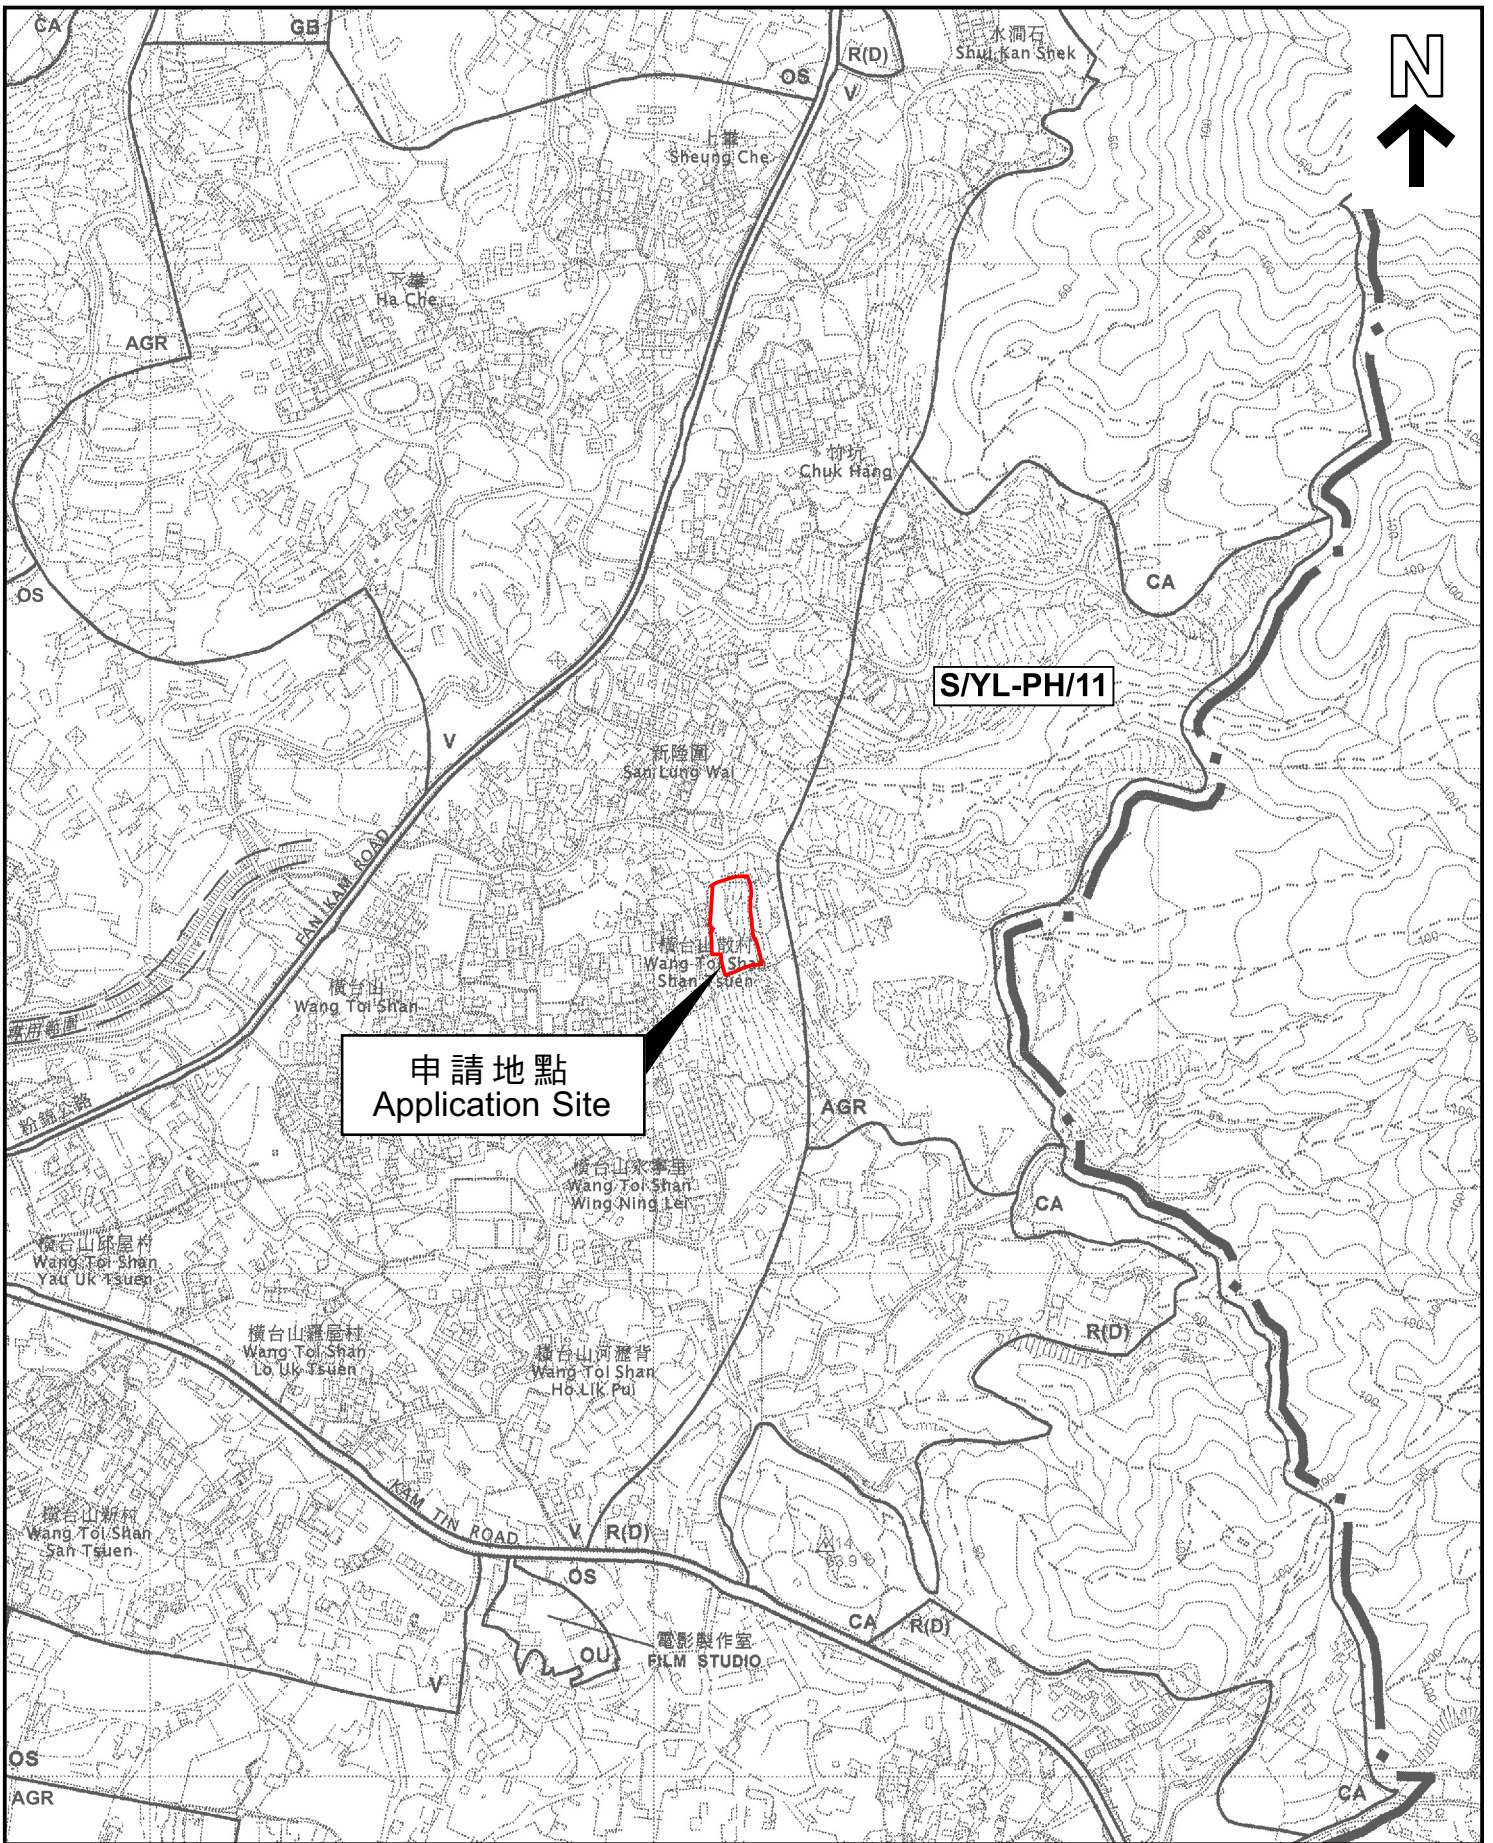 CA
GB
R(D)
水澗石
Shui Kan Shek
N
OS
V
上輋
Sheung Che
下輋
Ha Che
AGR
竹坑
Chuk Hang
OS
CA
S/YL-PH/11
V
新隆圍
San Lung Wai
FAN KAM ROAD
橫台山散村
Wang Toi Shan
Shan Tsuen
橫台山
Wang Toi Shan
申請地點
Application Site
粉錦公路
AGR
橫台山永寧里
Wang Toi Shan
Wing Ning Lei
CA
橫台山邱屋村
Wang Toi Shan
Yau Uk Tsuen
R(D)
橫台山羅屋村
Wang Toi Shan
Lo Uk Tsuen
橫台山河瀝背
Wang Toi Shan
Ho Lik Pui
KAM TIN ROAD
橫台山新村
Wang Toi Shan
San Tsuen
V
R(D)
OS
CA
R(D)
電影製作室
FILM STUDIO
OU
V
OS
AGR
CA